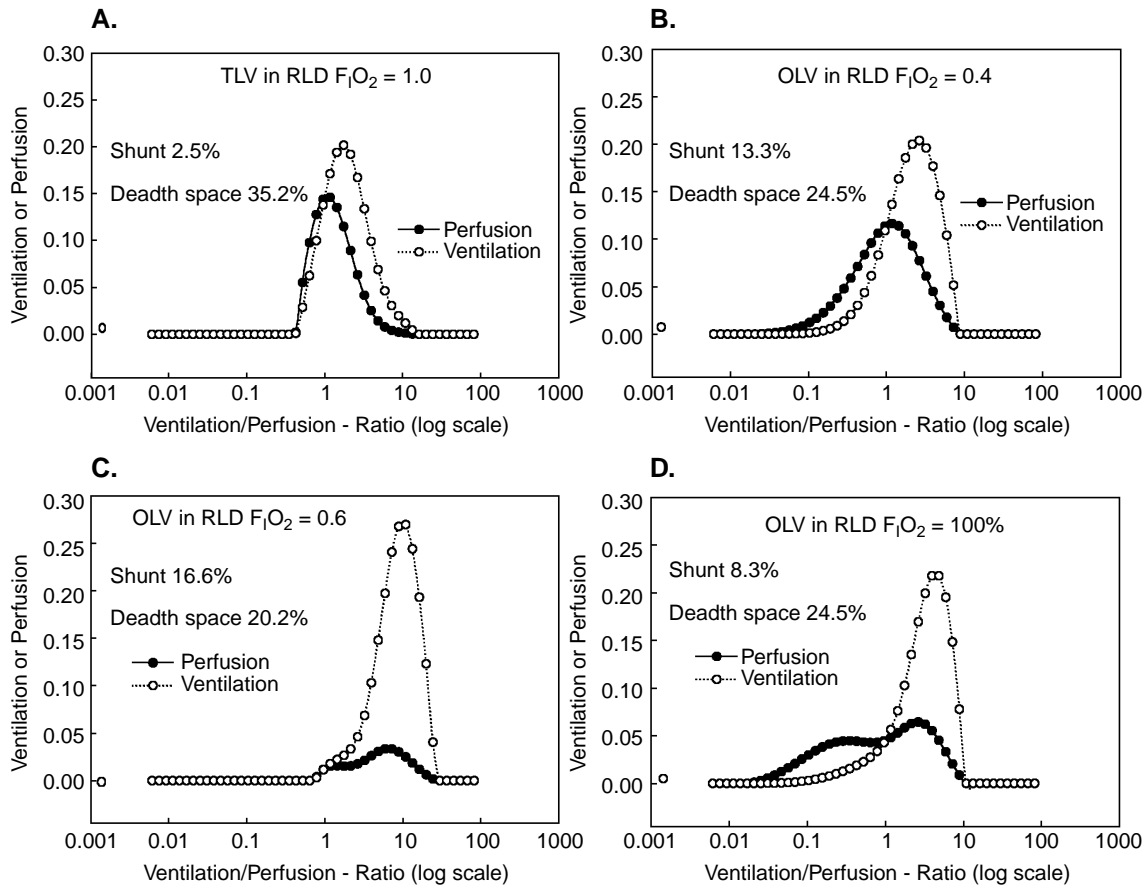 A.
TLV in RLD FIO2 = 1.0
Shunt 2.5%
Deadth space 35.2%
Perfusion
Ventilation
Ventilation or Perfusion
0.30
0.25
0.20
0.15
0.10
0.05
0.00
0.001
0.01
0.1
1
10
100
1000
Ventilation/Perfusion - Ratio (log scale)
B.
OLV in RLD FIO2 = 0.4
Shunt 13.3%
Deadth space 24.5%
Perfusion
Ventilation
Ventilation or Perfusion
0.30
0.25
0.20
0.15
0.10
0.05
0.00
0.001
0.01
0.1
1
10
100
1000
Ventilation/Perfusion - Ratio (log scale)
C.
OLV in RLD FIO2 = 0.6
Shunt 16.6%
Deadth space 20.2%
Perfusion
Ventilation
Ventilation or Perfusion
0.30
0.25
0.20
0.15
0.10
0.05
0.00
0.001
0.01
0.1
1
10
100
1000
Ventilation/Perfusion - Ratio (log scale)
D.
OLV in RLD FIO2 = 100%
Shunt 8.3%
Deadth space 24.5%
Perfusion
Ventilation
Ventilation or Perfusion
0.30
0.25
0.20
0.15
0.10
0.05
0.00
0.001
0.01
0.1
1
10
100
1000
Ventilation/Perfusion - Ratio (log scale)